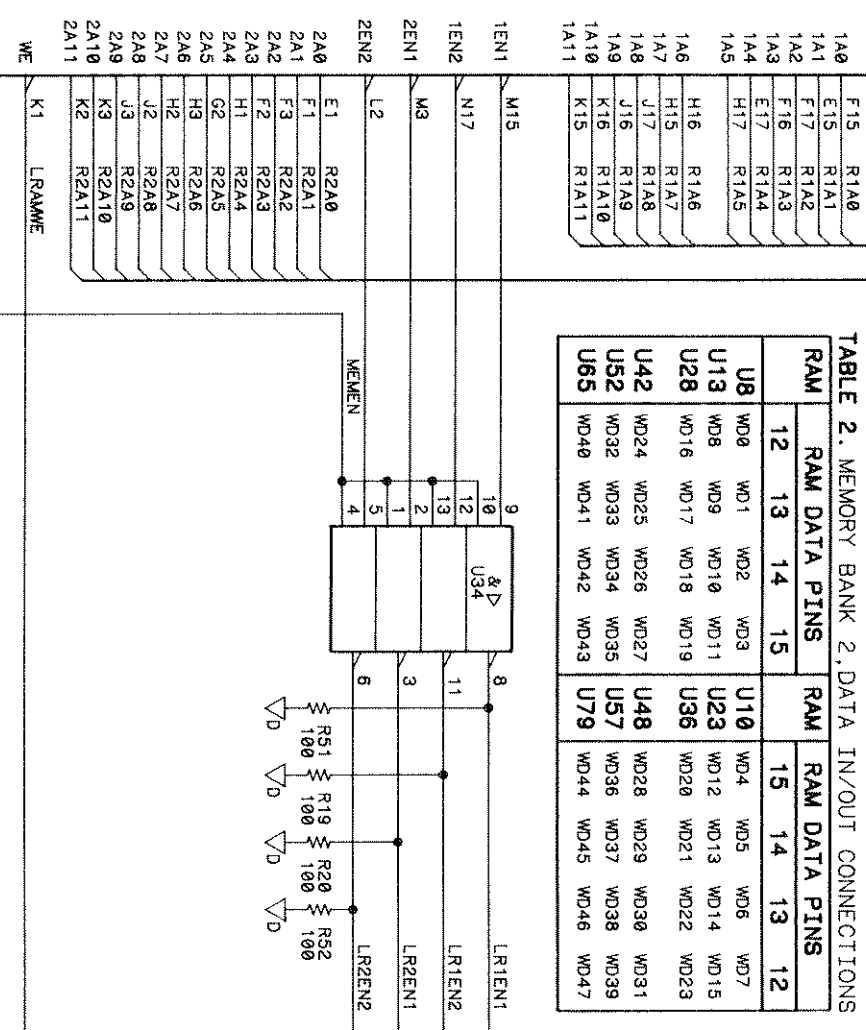 1A0 F15 R1A0
1A1 E15 R1A1
1A2 F17 R1A2
1A3 F16 R1A3
1A4 E17 R1A4
1A5 H17 R1A5
1A6 H16 R1A6
1A7 H15 R1A7
1A8 J17 R1A8
1A9 J16 R1A9
1A10 K16 R1A10
1A11 K15 R1A11
TABLE 2. MEMORY BANK 2, DATA IN/OUT CONNECTIONS
RAM RAM DATA PINS RAM RAM DATA PINS
12 13 14 15 15 14 13 12
U8 WD0 WD1 WD2 WD3 U10 WD4 WD5 WD6 WD7
U13 WD8 WD9 WD10 WD11 U23 WD12 WD13 WD14 WD15
U28 WD16 WD17 WD18 WD19 U36 WD20 WD21 WD22 WD23
U42 WD24 WD25 WD26 WD27 U48 WD28 WD29 WD30 WD31
U52 WD32 WD33 WD34 WD35 U57 WD36 WD37 WD38 WD39
U65 WD40 WD41 WD42 WD43 U79 WD44 WD45 WD46 WD47
1EN1 M15 9 8 LR1EN1
10
& ▷
U34
1EN2 N17 12 11 LR1EN2
13
2EN1 M3 2 3 LR2EN1
1
2EN2 L2 5 6 LR2EN2
MEMEN 4
R51 R19 R20 R52
100 100 100 100
D D D D
2A0 E1 R2A0
2A1 F1 R2A1
2A2 F3 R2A2
2A3 F2 R2A3
2A4 H1 R2A4
2A5 G2 R2A5
2A6 H3 R2A6
2A7 H2 R2A7
2A8 J2 R2A8
2A9 J3 R2A9
2A10 K3 R2A10
2A11 K2 R2A11
WE K1 LRAMWE